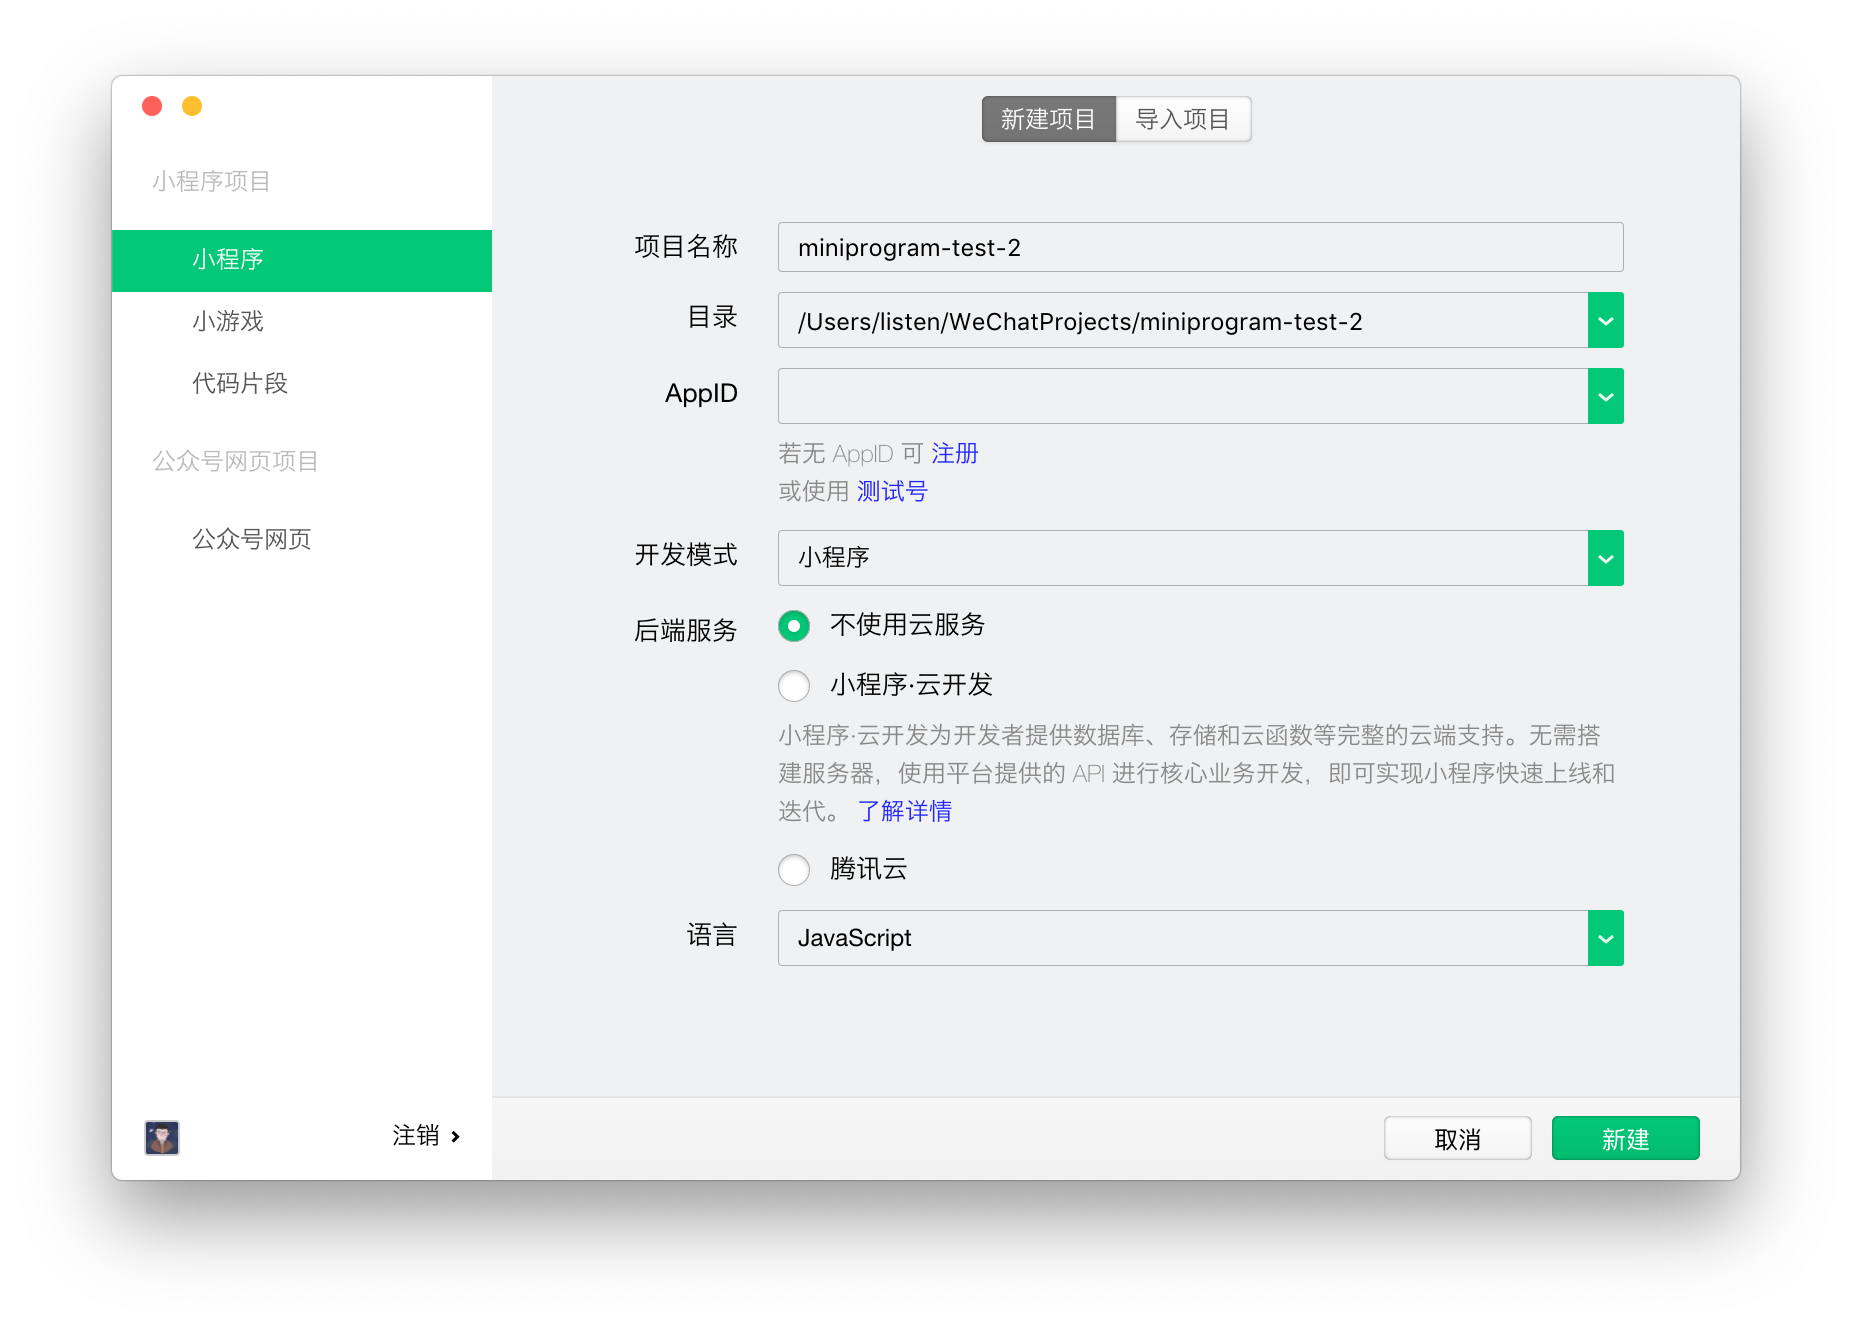 小程序项目
小程序
小游戏
代码片段
公众号网页项目
公众号网页
注销
新建项目 导入项目
项目名称 miniprogram-test-2
目录 /Users/listen/WeChatProjects/miniprogram-test-2
AppID
若无 AppID 可 注册
或使用 测试号
开发模式 小程序
后端服务 不使用云服务
小程序·云开发
小程序·云开发为开发者提供数据库、存储和云函数等完整的云端支持。无需搭
建服务器，使用平台提供的 API 进行核心业务开发，即可实现小程序快速上线和
迭代。 了解详情
腾讯云
语言 JavaScript
取消 新建